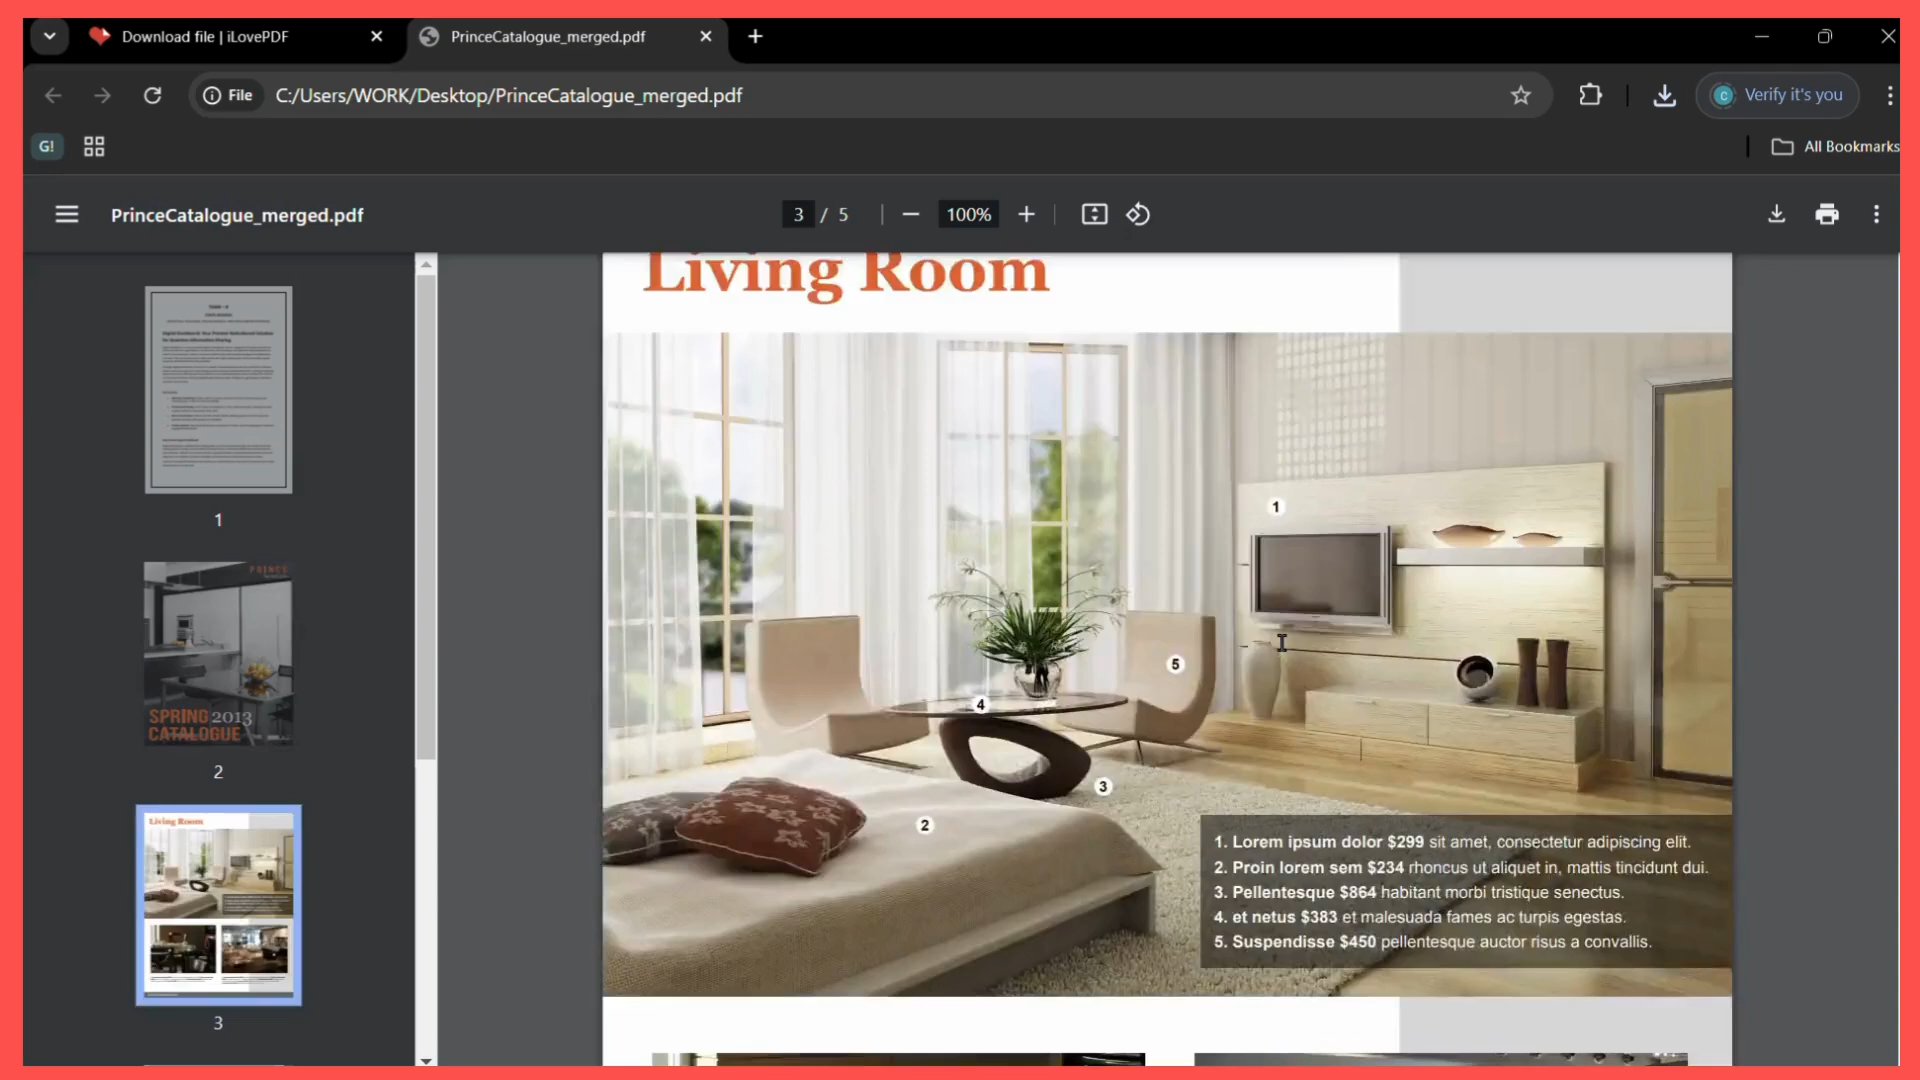 Download file | iLovePDF
PrinceCatalogue_merged.pdf
File
C:/Users/WORK/Desktop/PrinceCatalogue_merged.pdf
C
Verify it's you
G!
All Bookmarks
PrinceCatalogue_merged.pdf
3 / 5
100%
1
PRINCE
SPRING 2013
CATALOGUE
2
Living Room
3
Living Room
1
5
4
3
2
1. Lorem ipsum dolor $299 sit amet, consectetur adipiscing elit.
2. Proin lorem sem $234 rhoncus ut aliquet in, mattis tincidunt dui.
3. Pellentesque $864 habitant morbi tristique senectus.
4. et netus $383 et malesuada fames ac turpis egestas.
5. Suspendisse $450 pellentesque auctor risus a convallis.